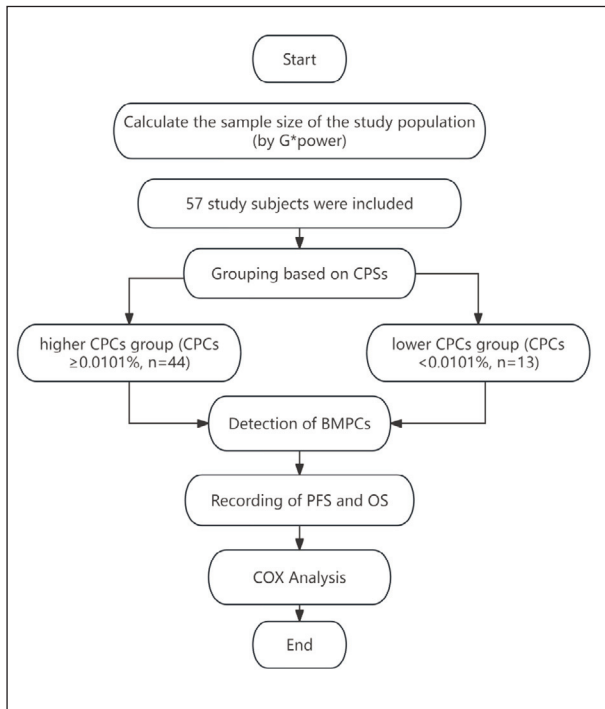 Start
Calculate the sample size of the study population
(by G*power)
57 study subjects were included
Grouping based on CPSs
higher CPCs group (CPCs
≥0.0101%, n=44)
lower CPCs group (CPCs
<0.0101%, n=13)
Detection of BMPCs
Recording of PFS and OS
COX Analysis
End